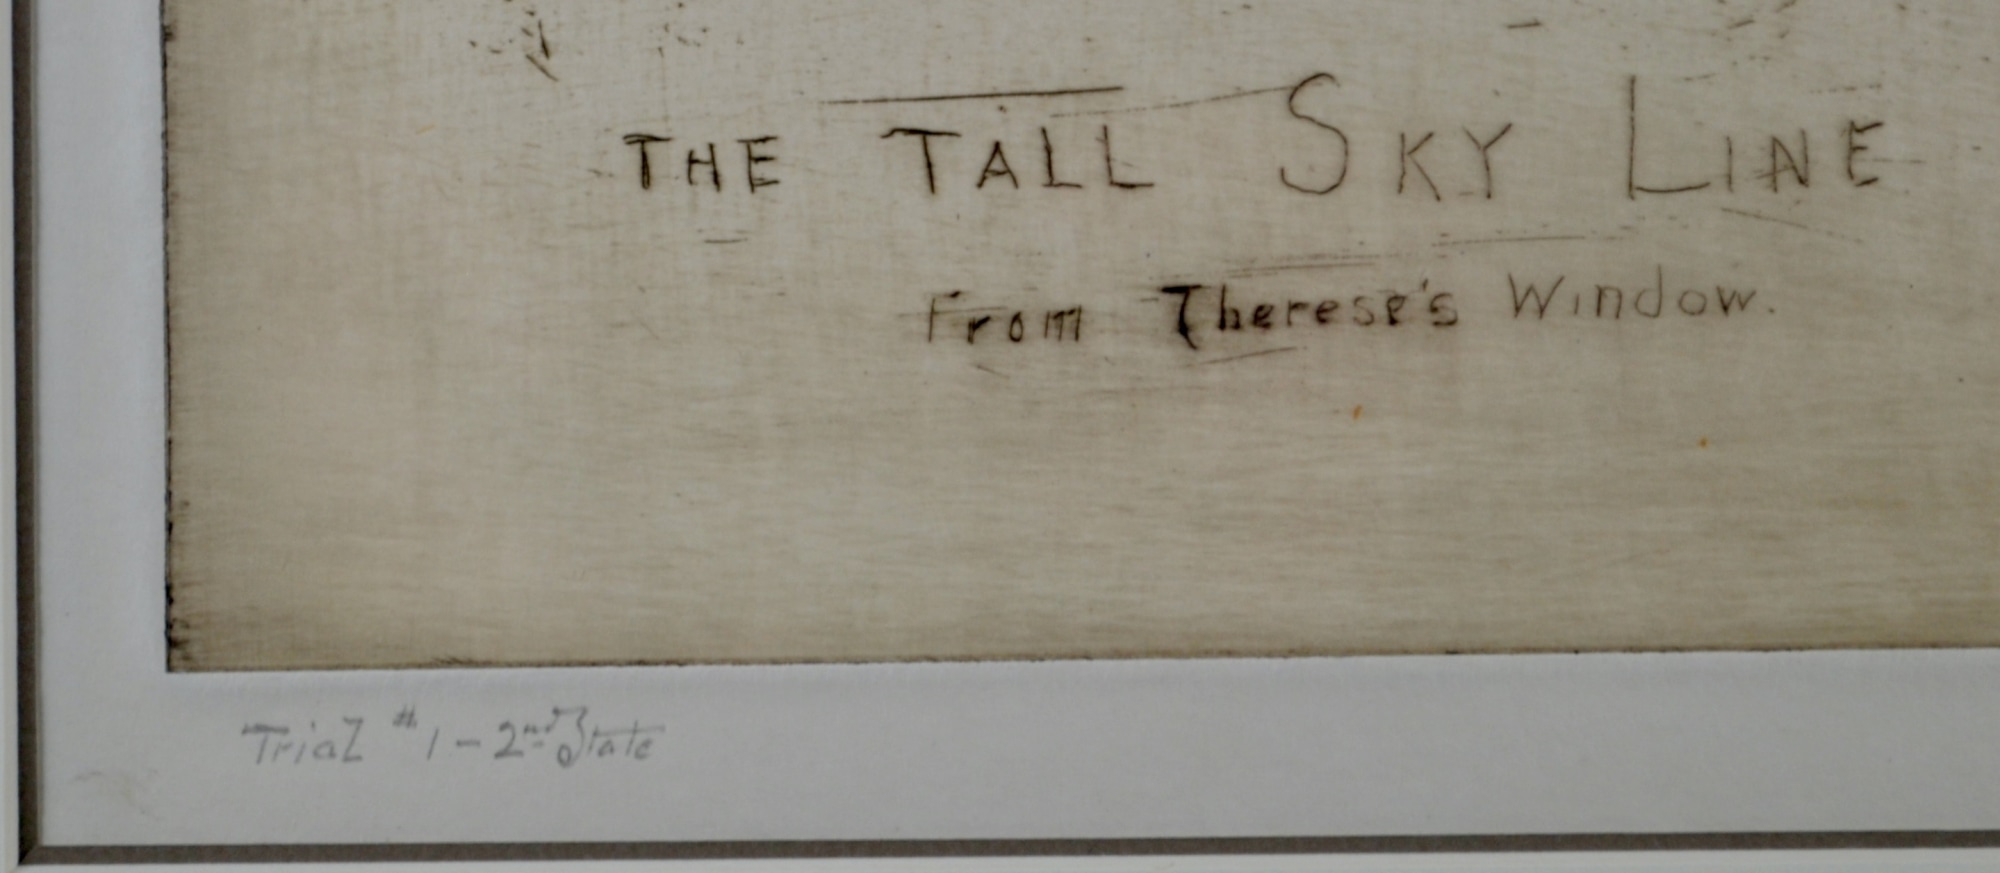 THE TALL SKY LINE
From Therese's Window.
Trial #1 - 2nd State